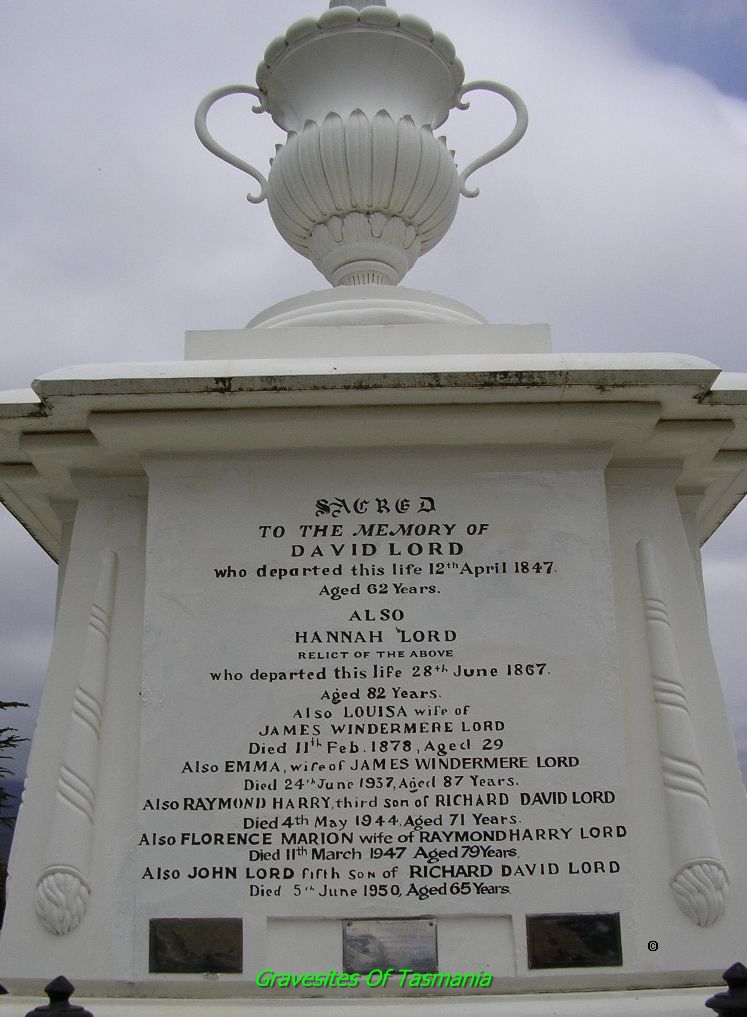 SACRED
TO THE MEMORY OF
DAVID LORD
who departed this life 12th April 1847.
Aged 62 Years.
ALSO
HANNAH LORD
RELICT OF THE ABOVE
who departed this life 28th June 1867.
Aged 82 Years.
Also LOUISA wife of
JAMES WINDERMERE LORD
Died 11th Feb. 1878, Aged 29
Also EMMA, wife of JAMES WINDERMERE LORD
Died 24th June 1937, Aged 87 Years.
Also RAYMOND HARRY, third son of RICHARD DAVID LORD
Died 4th May 1944, Aged 71 Years
Also FLORENCE MARION wife of RAYMOND HARRY LORD
Died 11th March 1947 Aged 79 Years.
Also JOHN LORD fifth son of RICHARD DAVID LORD
Died 5th June 1950, Aged 65 Years.
©
Gravesites Of Tasmania